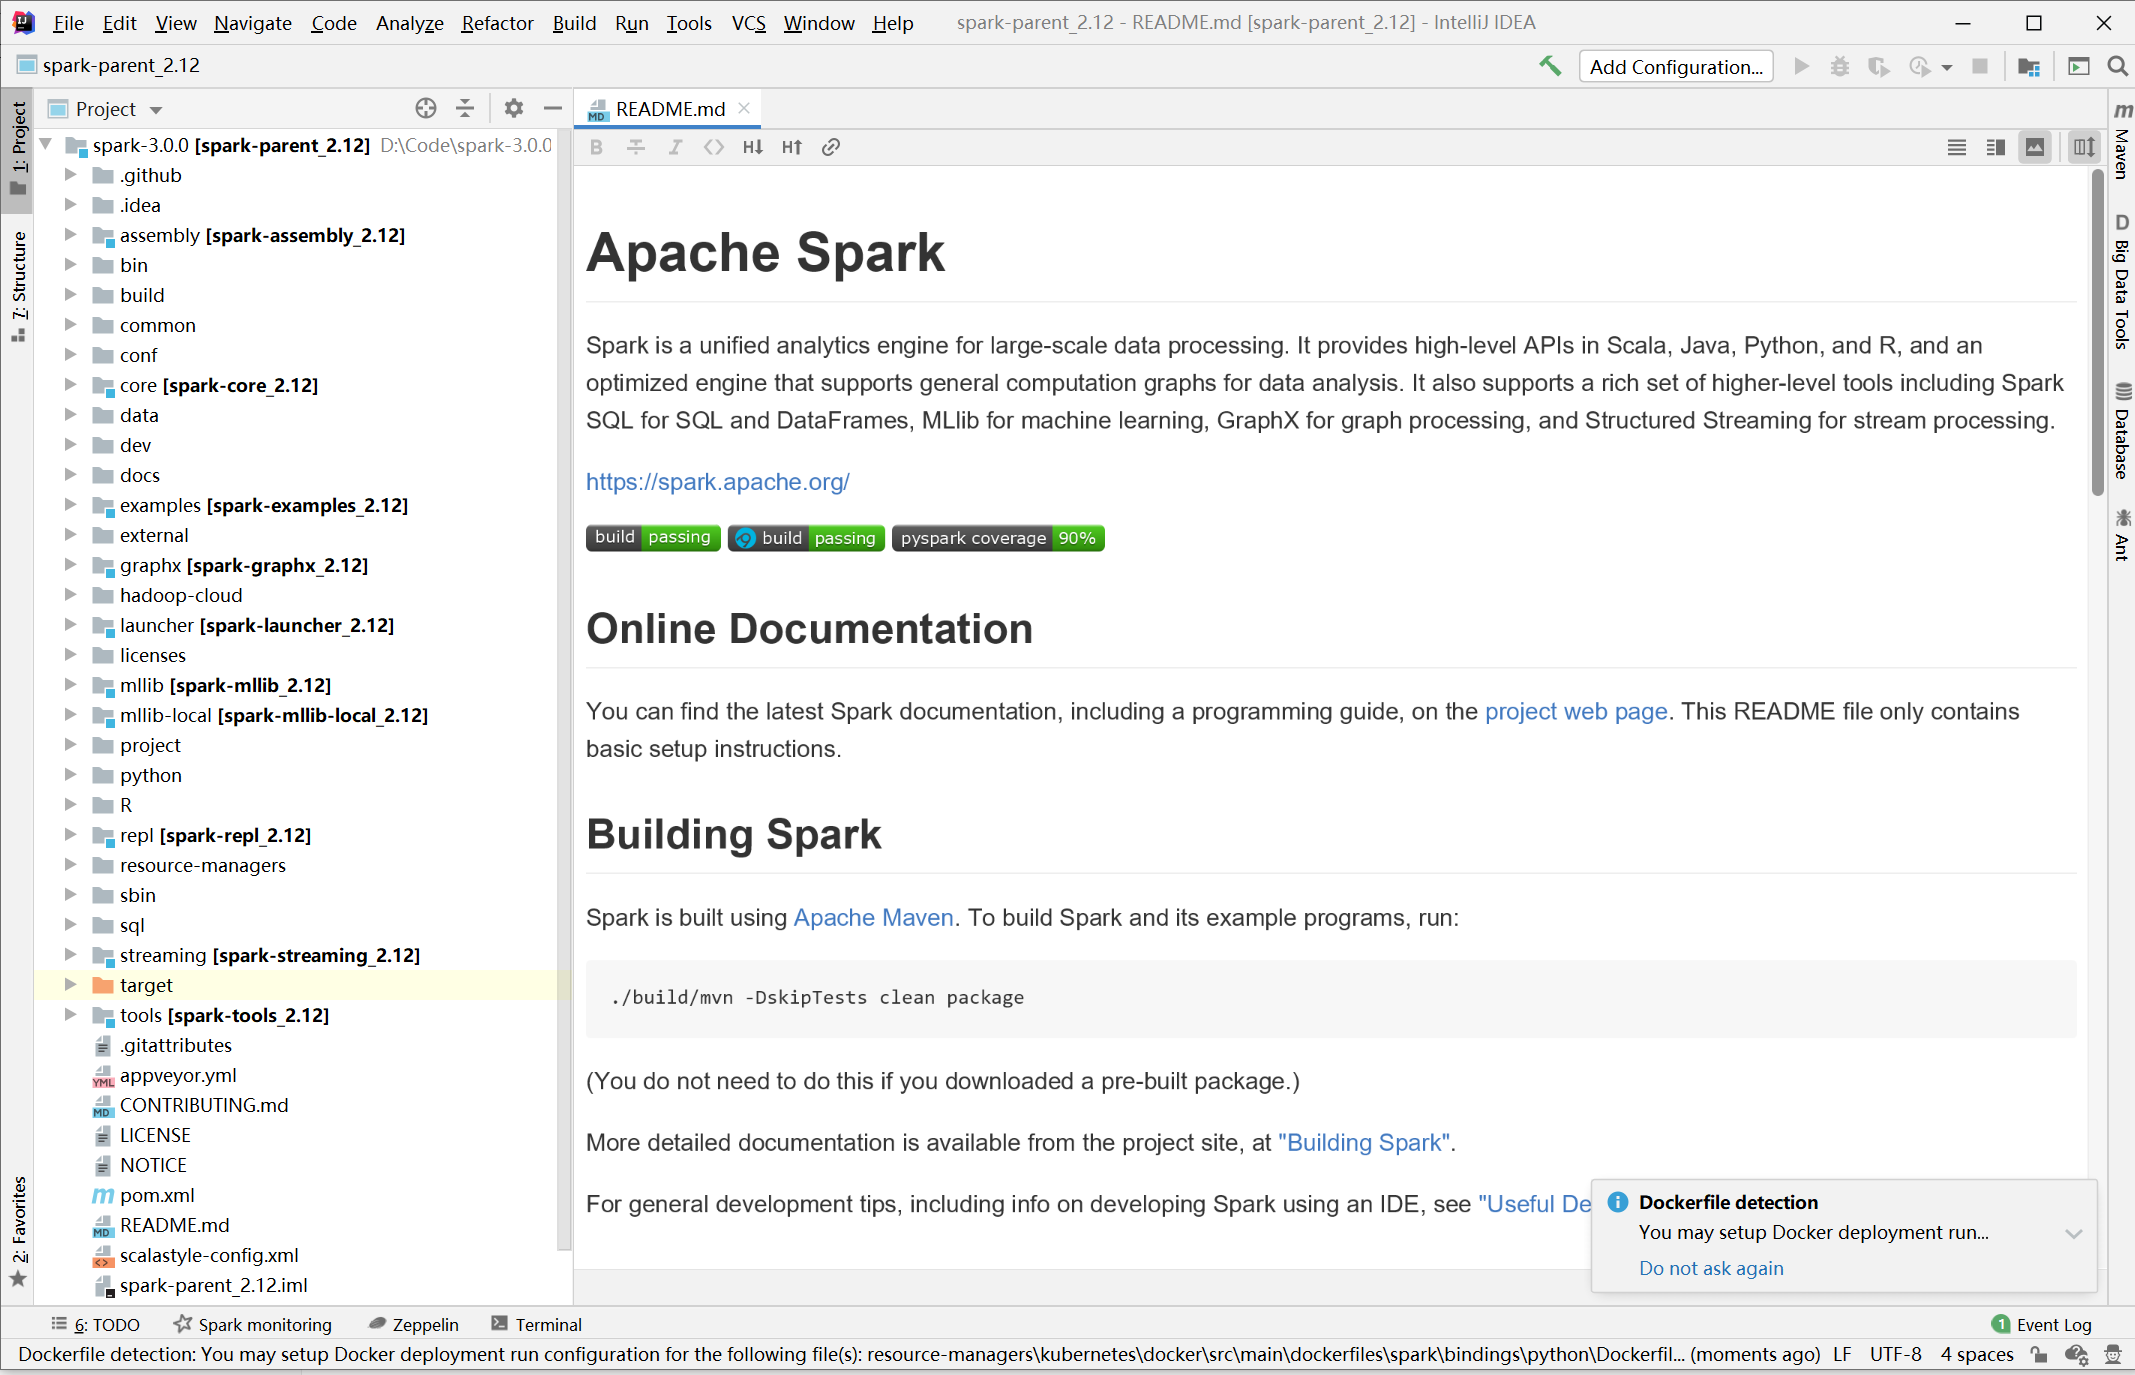 File Edit View Navigate Code Analyze Refactor Build Run Tools VCS Window Help spark-parent_2.12 - README.md [spark-parent_2.12] - IntelliJ IDEA
spark-parent_2.12
Add Configuration...
1: Project
7: Structure
2: Favorites
Project
spark-3.0.0 [spark-parent_2.12] D:\Code\spark-3.0.0
.github
.idea
assembly [spark-assembly_2.12]
bin
build
common
conf
core [spark-core_2.12]
data
dev
docs
examples [spark-examples_2.12]
external
graphx [spark-graphx_2.12]
hadoop-cloud
launcher [spark-launcher_2.12]
licenses
mllib [spark-mllib_2.12]
mllib-local [spark-mllib-local_2.12]
project
python
R
repl [spark-repl_2.12]
resource-managers
sbin
sql
streaming [spark-streaming_2.12]
target
tools [spark-tools_2.12]
.gitattributes
appveyor.yml
CONTRIBUTING.md
LICENSE
NOTICE
pom.xml
README.md
scalastyle-config.xml
spark-parent_2.12.iml
README.md
Apache Spark
Spark is a unified analytics engine for large-scale data processing. It provides high-level APIs in Scala, Java, Python, and R, and an
optimized engine that supports general computation graphs for data analysis. It also supports a rich set of higher-level tools including Spark
SQL for SQL and DataFrames, MLlib for machine learning, GraphX for graph processing, and Structured Streaming for stream processing.
https://spark.apache.org/
build passing build passing pyspark coverage 90%
Online Documentation
You can find the latest Spark documentation, including a programming guide, on the project web page. This README file only contains
basic setup instructions.
Building Spark
Spark is built using Apache Maven. To build Spark and its example programs, run:
./build/mvn -DskipTests clean package
(You do not need to do this if you downloaded a pre-built package.)
More detailed documentation is available from the project site, at "Building Spark".
For general development tips, including info on developing Spark using an IDE, see "Useful De
Dockerfile detection
You may setup Docker deployment run...
Do not ask again
Maven
Big Data Tools
Database
Ant
6: TODO Spark monitoring Zeppelin Terminal 1 Event Log
Dockerfile detection: You may setup Docker deployment run configuration for the following file(s): resource-managers\kubernetes\docker\src\main\dockerfiles\spark\bindings\python\Dockerfil... (moments ago) LF UTF-8 4 spaces